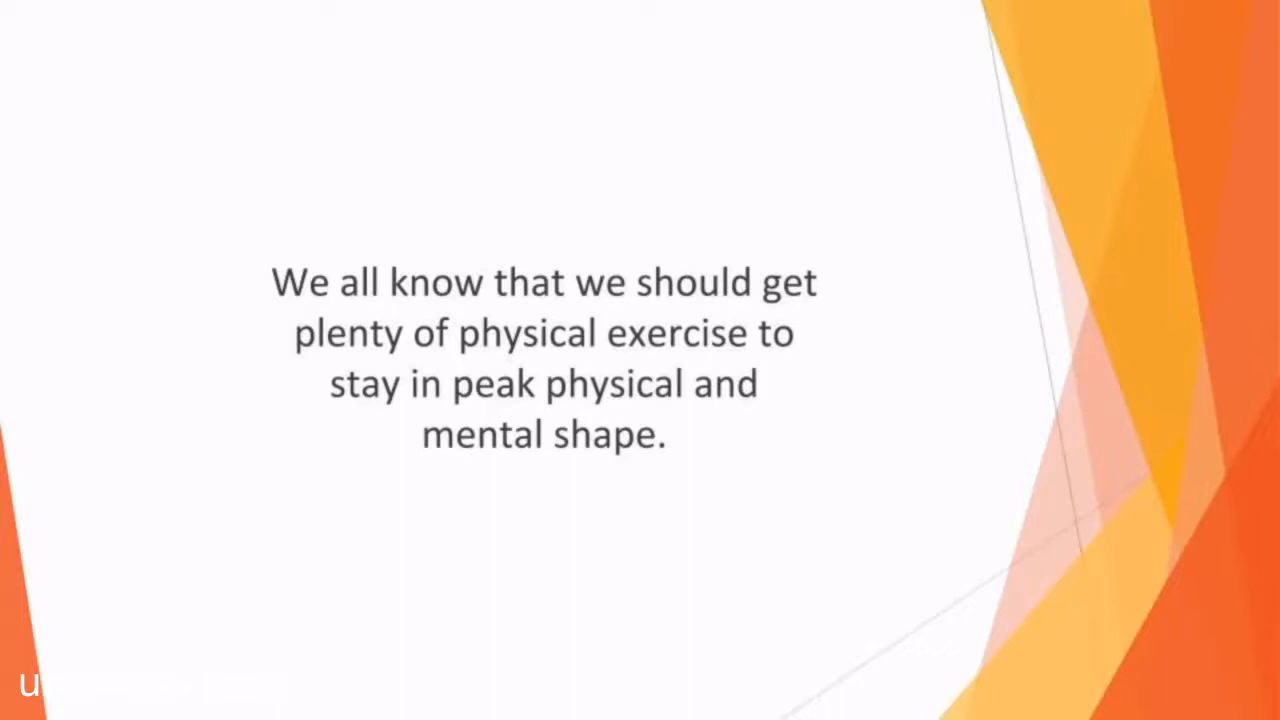 We all know that we should get
plenty of physical exercise to
stay in peak physical and
mental shape.